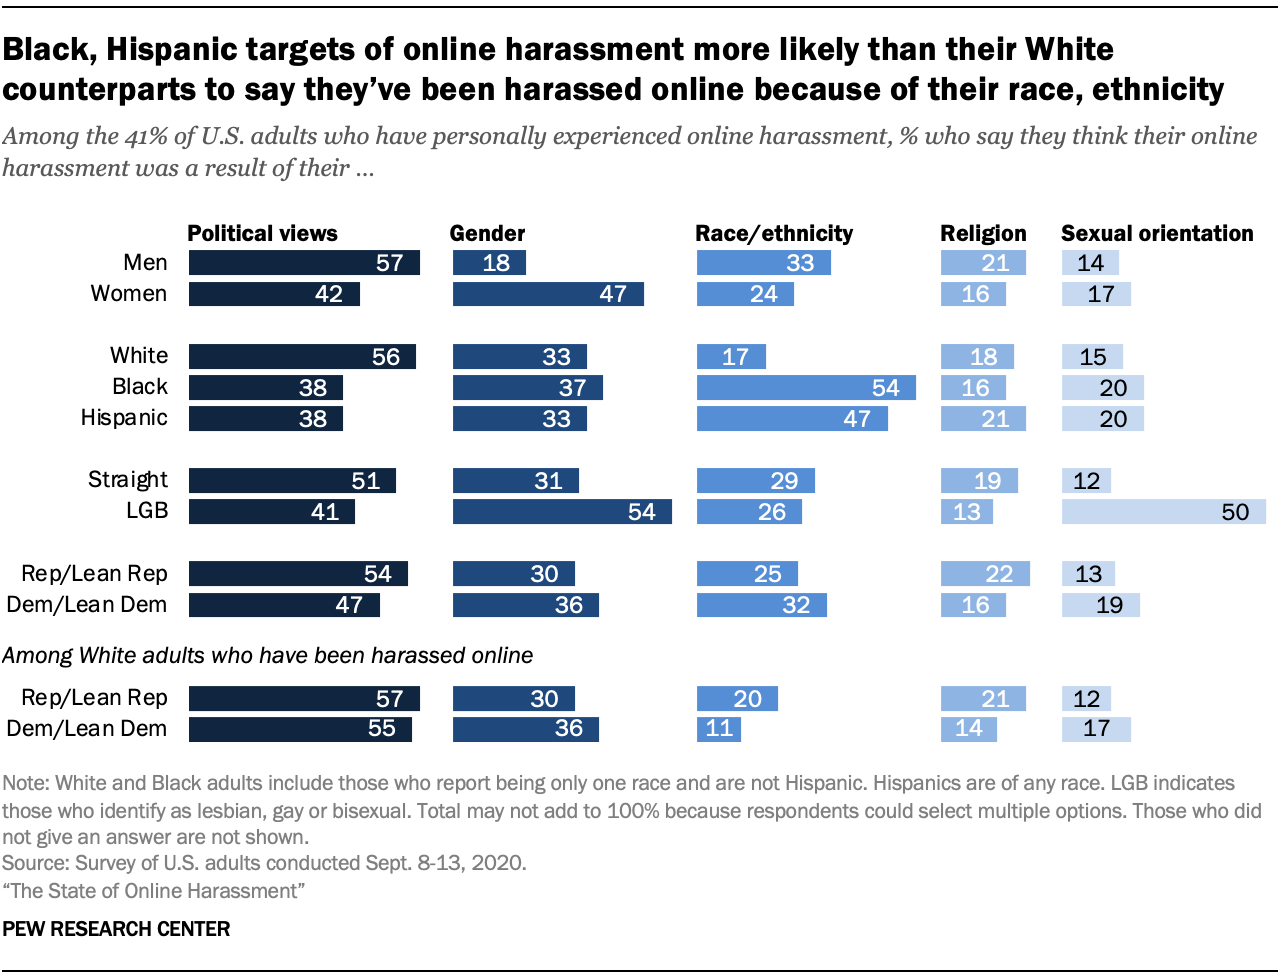 Black, Hispanic targets of online harassment more likely than their White
counterparts to say they’ve been harassed online because of their race, ethnicity
Among the 41% of U.S. adults who have personally experienced online harassment, % who say they think their online
harassment was a result of their ...
Political views Gender Race/ethnicity Religion Sexual orientation
Men 57 18 33 21 14
Women 42 47 24 16 17
White 56 33 17 18 15
Black 38 37 54 16 20
Hispanic 38 33 47 21 20
Straight 51 31 29 19 12
LGB 41 54 26 13 50
Rep/Lean Rep 54 30 25 22 13
Dem/Lean Dem 47 36 32 16 19
Among White adults who have been harassed online
Rep/Lean Rep 57 30 20 21 12
Dem/Lean Dem 55 36 11 14 17
Note: White and Black adults include those who report being only one race and are not Hispanic. Hispanics are of any race. LGB indicates
those who identify as lesbian, gay or bisexual. Total may not add to 100% because respondents could select multiple options. Those who did
not give an answer are not shown.
Source: Survey of U.S. adults conducted Sept. 8-13, 2020.
“The State of Online Harassment”
PEW RESEARCH CENTER